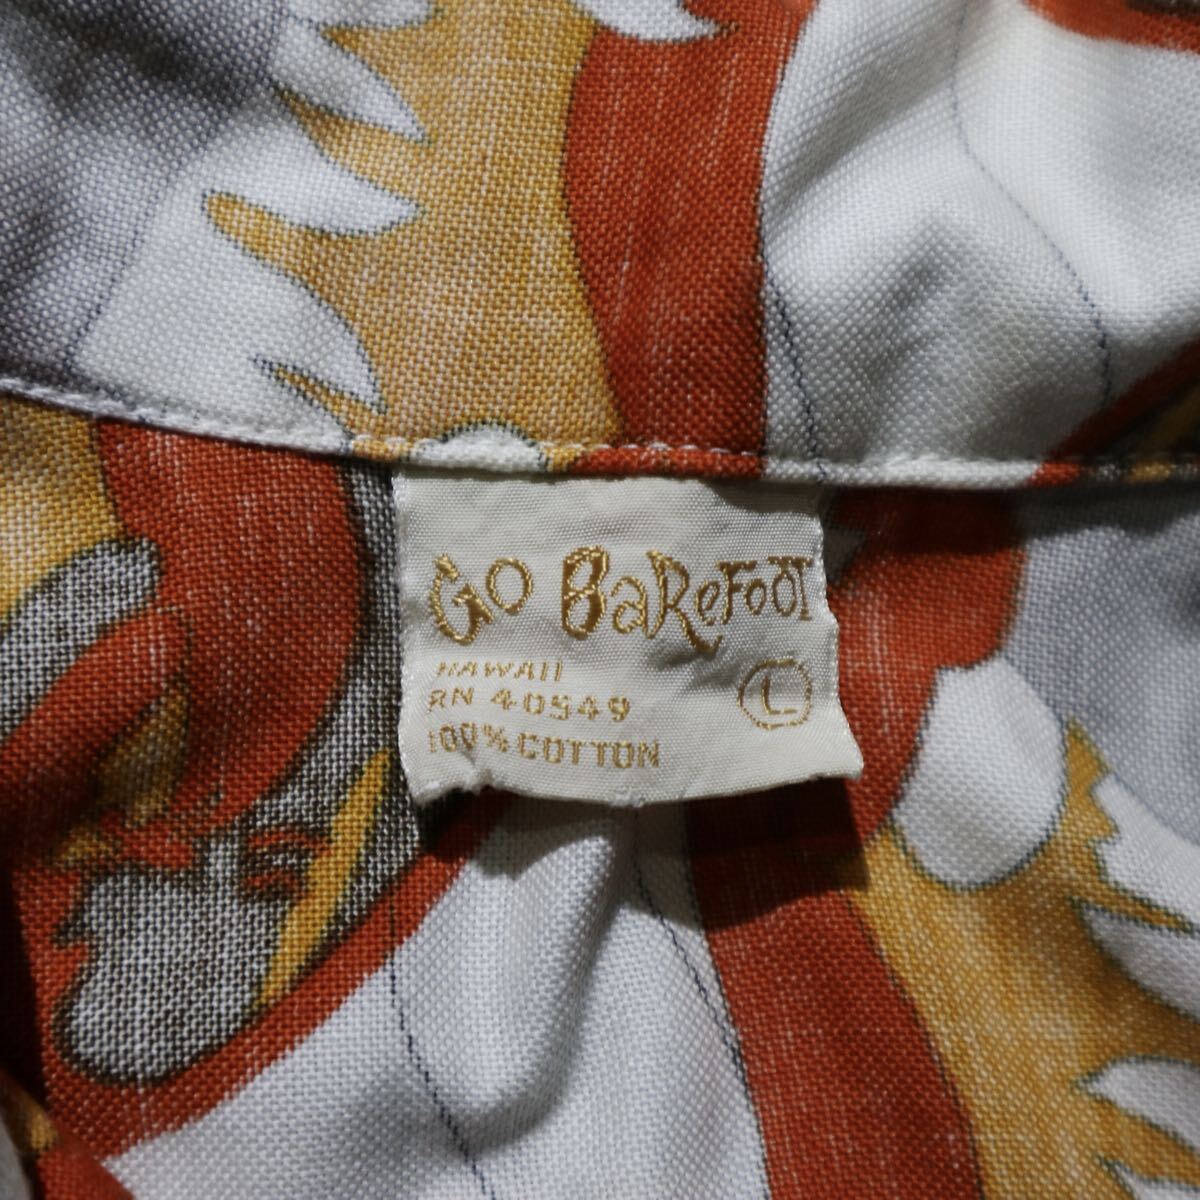 Go BaReFooT
HAWAII
RN 40549
L
100% COTTON